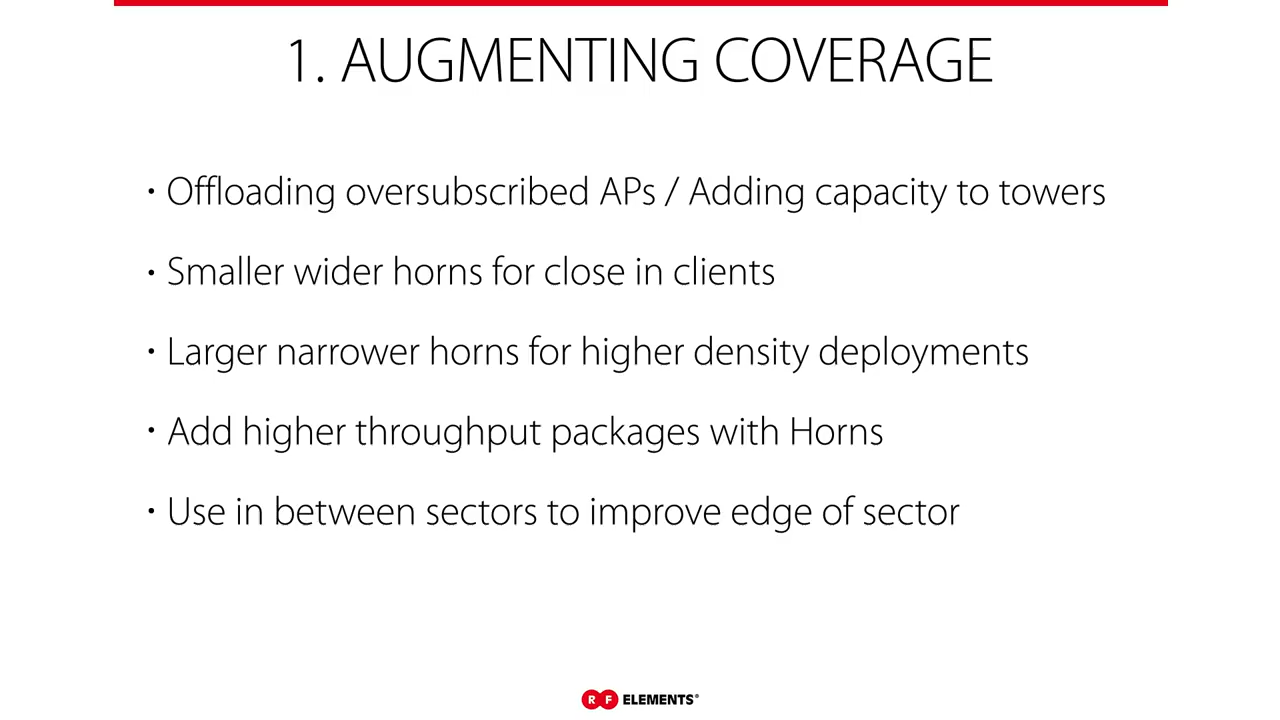 1. AUGMENTING COVERAGE
• Offloading oversubscribed APs / Adding capacity to towers
• Smaller wider horns for close in clients
• Larger narrower horns for higher density deployments
• Add higher throughput packages with Horns
• Use in between sectors to improve edge of sector
RF ELEMENTS®